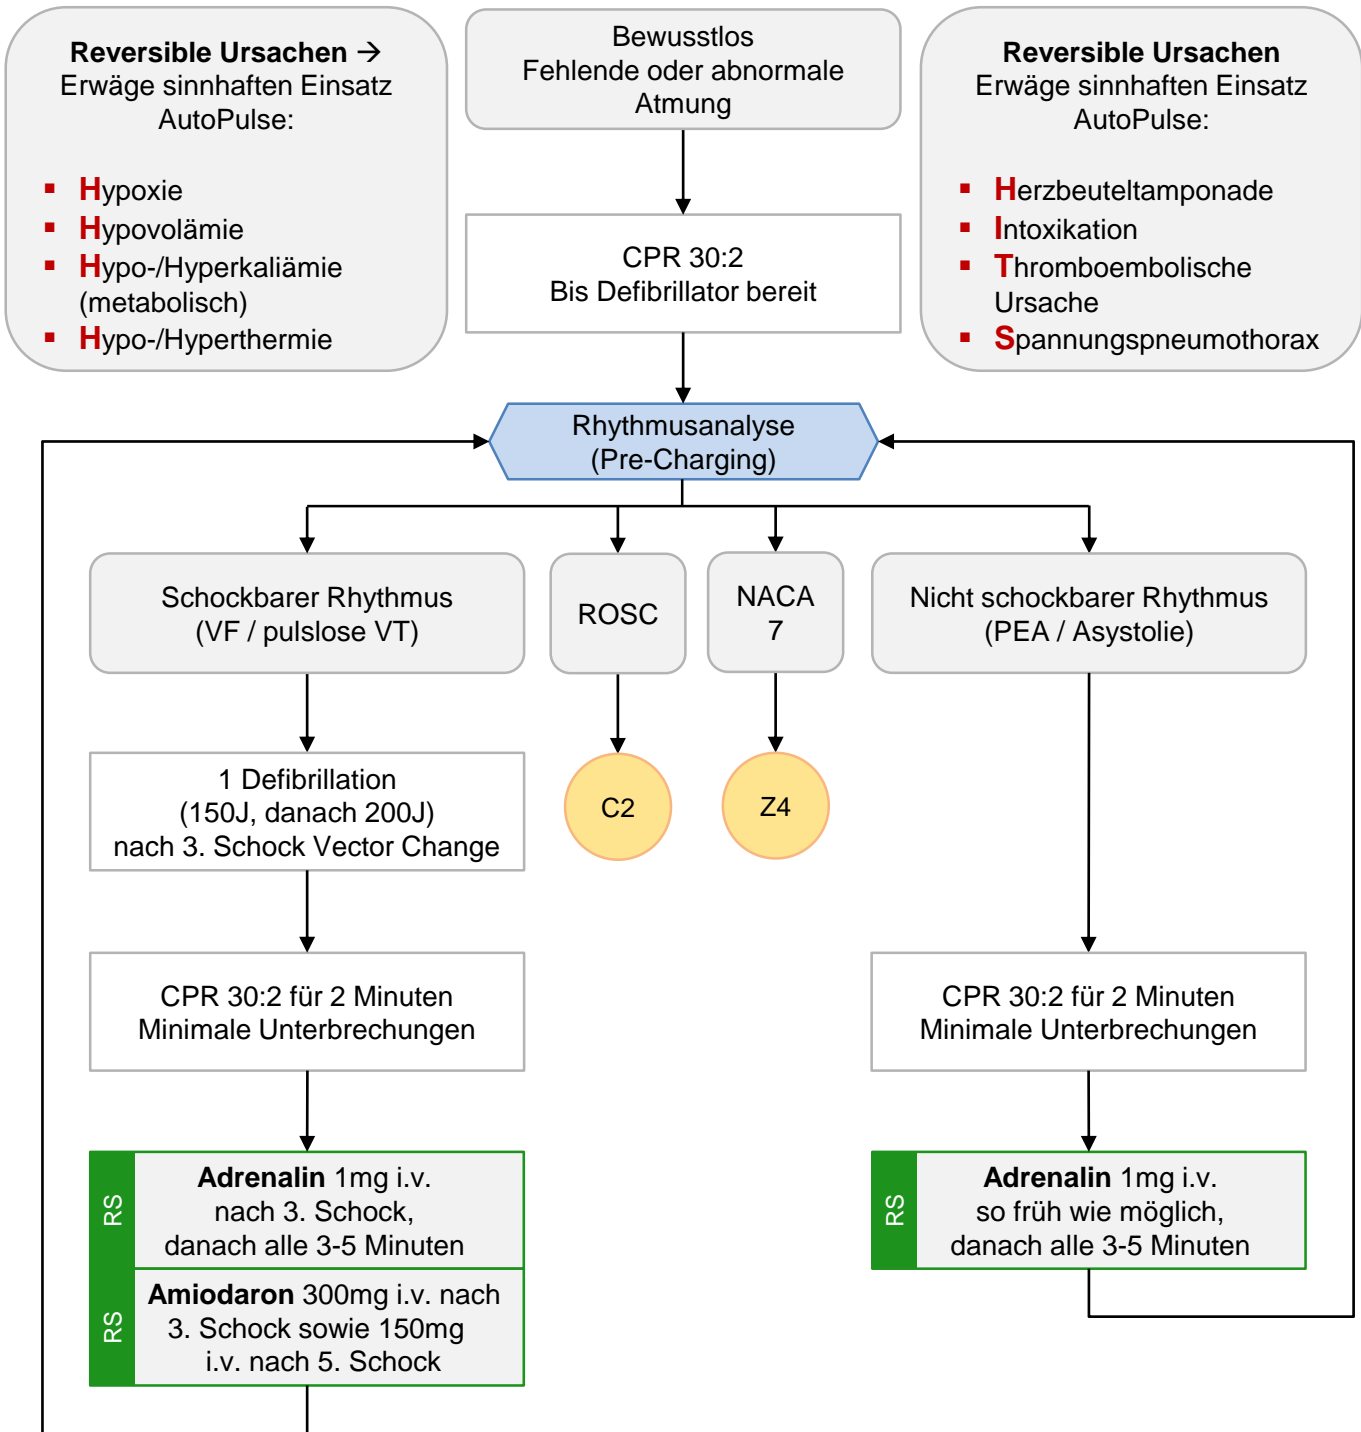 Reversible Ursachen →
Erwäge sinnhaften Einsatz
AutoPulse:
▪ Hypoxie
▪ Hypovolämie
▪ Hypo-/Hyperkaliämie
(metabolisch)
▪ Hypo-/Hyperthermie
Bewusstlos
Fehlende oder abnormale
Atmung
Reversible Ursachen
Erwäge sinnhaften Einsatz
AutoPulse:
▪ Herzbeuteltamponade
▪ Intoxikation
▪ Thromboembolische
Ursache
▪ Spannungspneumothorax
CPR 30:2
Bis Defibrillator bereit
Rhythmusanalyse
(Pre-Charging)
Schockbarer Rhythmus
(VF / pulslose VT)
ROSC
NACA
7
Nicht schockbarer Rhythmus
(PEA / Asystolie)
1 Defibrillation
(150J, danach 200J)
nach 3. Schock Vector Change
C2
Z4
CPR 30:2 für 2 Minuten
Minimale Unterbrechungen
CPR 30:2 für 2 Minuten
Minimale Unterbrechungen
RS
Adrenalin 1mg i.v.
nach 3. Schock,
danach alle 3-5 Minuten
RS
Amiodaron 300mg i.v. nach
3. Schock sowie 150mg
i.v. nach 5. Schock
RS
Adrenalin 1mg i.v.
so früh wie möglich,
danach alle 3-5 Minuten